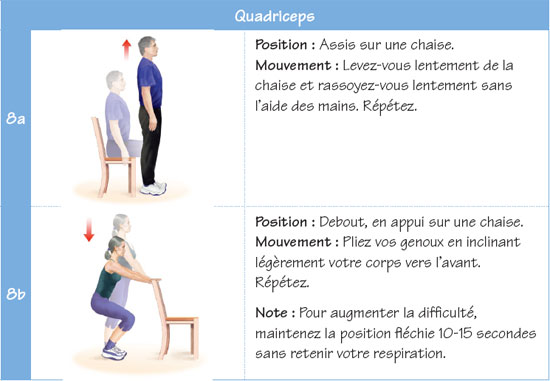 Quadriceps
8a
Position : Assis sur une chaise.
Mouvement : Levez-vous lentement de la
chaise et rassoyez-vous lentement sans
l'aide des mains. Répétez.
8b
Position : Debout, en appui sur une chaise.
Mouvement : Pliez vos genoux en inclinant
légèrement votre corps vers l'avant.
Répétez.
Note : Pour augmenter la difficulté,
maintenez la position fléchie 10-15 secondes
sans retenir votre respiration.